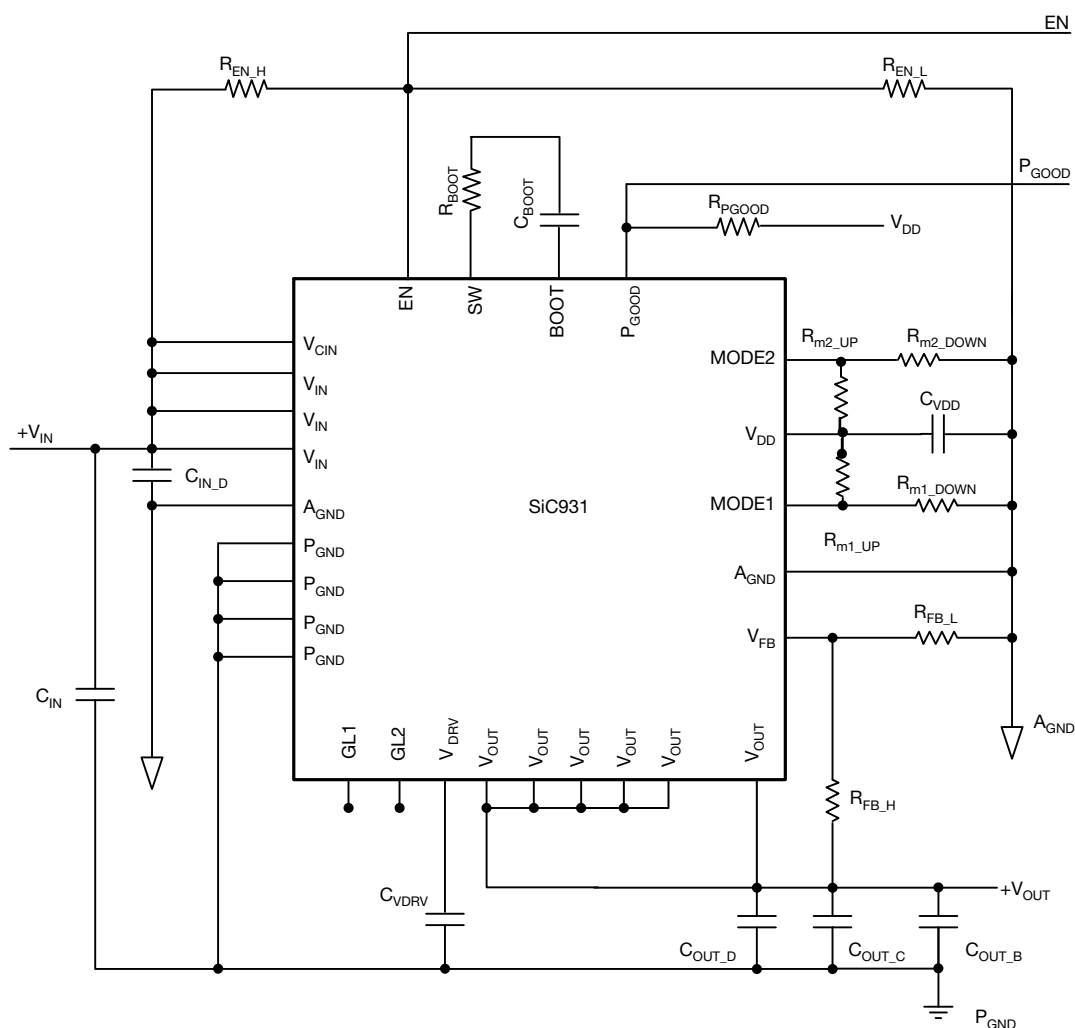 EN
R_EN_H
R_EN_L
R_BOOT
C_BOOT
P_GOOD
R_PGOOD
V_DD
EN
SW
BOOT
P_GOOD
V_CIN
V_IN
V_IN
+V_IN
V_IN
C_IN_D
A_GND
P_GND
P_GND
P_GND
P_GND
C_IN
SiC931
MODE2
R_m2_UP
R_m2_DOWN
C_VDD
V_DD
MODE1
R_m1_DOWN
R_m1_UP
A_GND
V_FB
R_FB_L
A_GND
GL1
GL2
V_DRV
V_OUT
V_OUT
V_OUT
V_OUT
V_OUT
V_OUT
R_FB_H
C_VDRV
+V_OUT
C_OUT_D
C_OUT_C
C_OUT_B
P_GND